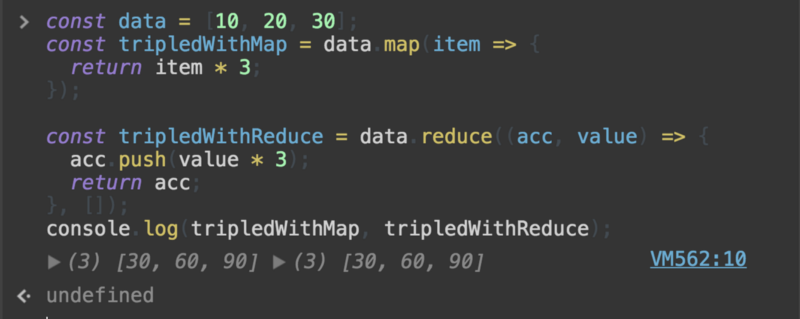 > const data = [10, 20, 30];
const tripledWithMap = data.map(item => {
  return item * 3;
});

const tripledWithReduce = data.reduce((acc, value) => {
  acc.push(value * 3);
  return acc;
}, []);
console.log(tripledWithMap, tripledWithReduce);
▶(3) [30, 60, 90] ▶(3) [30, 60, 90] VM562:10
undefined